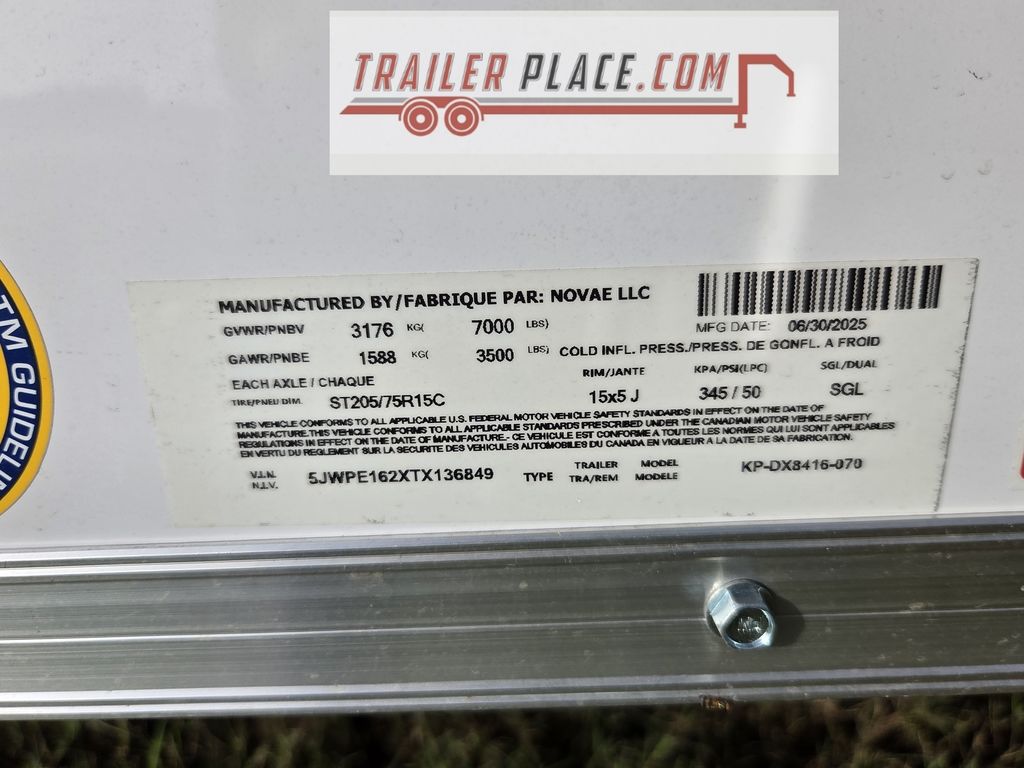 TRAILER PLACE.COM
MANUFACTURED BY/FABRIQUE PAR: NOVAE LLC
GVWR/PNBV 3176 KG( 7000 LBS) MFG DATE: 06/30/2025
GAWR/PNBE 1588 KG( 3500 LBS) COLD INFL. PRESS./PRESS. DE GONFL. A FROID
EACH AXLE / CHAQUE RIM/JANTE KPA/PSI(LPC) SGL/DUAL
TIRE/PNEU DIM. ST205/75R15C 15x5 J 345 / 50 SGL
THIS VEHICLE CONFORMS TO ALL APPLICABLE U.S. FEDERAL MOTOR VEHICLE SAFETY STANDARDS IN EFFECT ON THE DATE OF
MANUFACTURE. THIS VEHICLE CONFORMS TO ALL APPLICABLE STANDARDS PRESCRIBED UNDER THE CANADIAN MOTOR VEHICLE SAFETY
REGULATIONS IN EFFECT ON THE DATE OF MANUFACTURE.- CE VEHICULE EST CONFORME A TOUTES LES NORMES QUI LUI SONT APPLICABLES
EN VERTU DU REGLEMENT SUR LA SECURITE DES VEHICULES AUTOMOBILES DU CANADA EN VIGUEUR A LA DATE DE SA FABRICATION.
V.I.N. 5JWPE162XTX136849 TYPE TRAILER MODEL KP-DX8416-070
N.I.V. TRA/REM MODELE